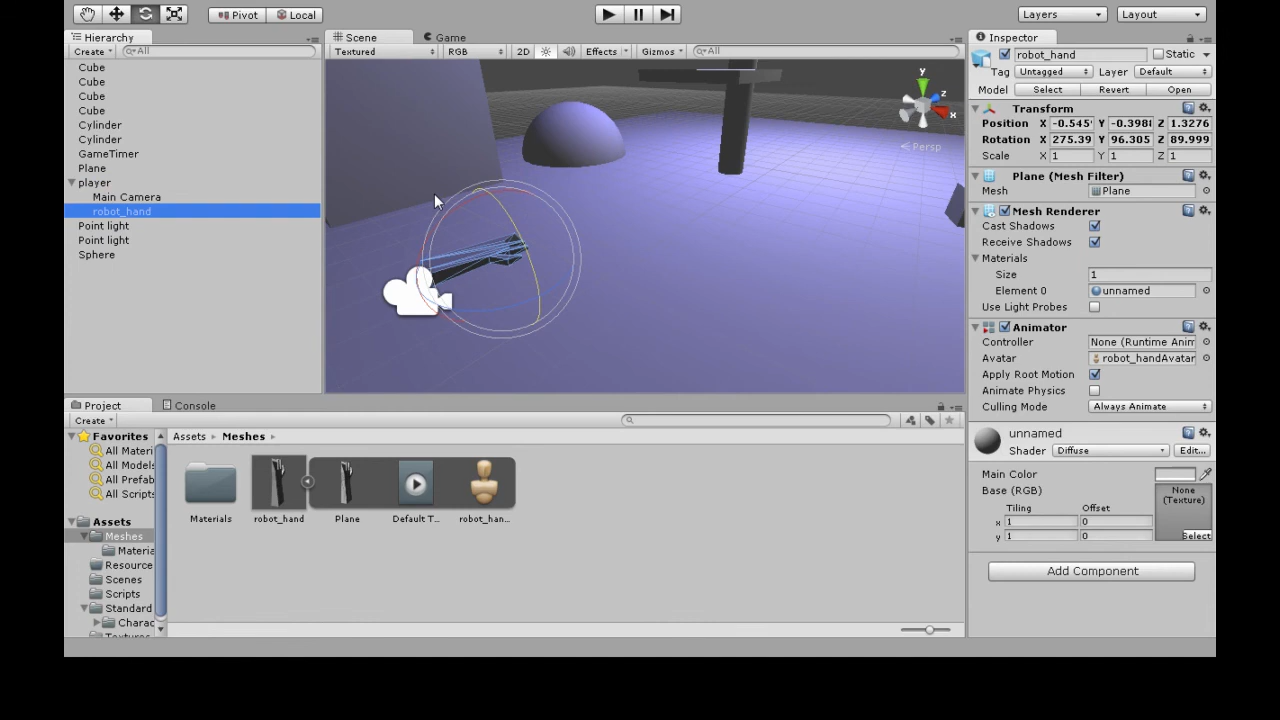 Pivot Local Layers Layout
Hierarchy
Create All
Cube
Cube
Cube
Cube
Cylinder
Cylinder
GameTimer
Plane
player
Main Camera
robot_hand
Point light
Point light
Sphere
Scene Game
Textured RGB 2D Effects Gizmos All
y
z
x
Persp
Inspector
robot_hand Static
Tag Untagged Layer Default
Model Select Revert Open
Transform
Position X -0.545 Y -0.398 Z 1.3276
Rotation X 275.39 Y 96.305 Z 89.999
Scale X 1 Y 1 Z 1
Plane (Mesh Filter)
Mesh Plane
Mesh Renderer
Cast Shadows
Receive Shadows
Materials
Size 1
Element 0 unnamed
Use Light Probes
Animator
Controller None (Runtime Anim
Avatar robot_handAvatar
Apply Root Motion
Animate Physics
Culling Mode Always Animate
unnamed
Shader Diffuse Edit...
Main Color
Base (RGB) None
(Texture)
Tiling Offset
x 1 0
y 1 0
Select
Add Component
Project Console
Create
Favorites
All Materi
All Models
All Prefab
All Scripts
Assets
Meshes
Materia
Resource
Scenes
Scripts
Standard
Charac
Textures
Assets Meshes
Materials robot_hand Plane Default T... robot_han...